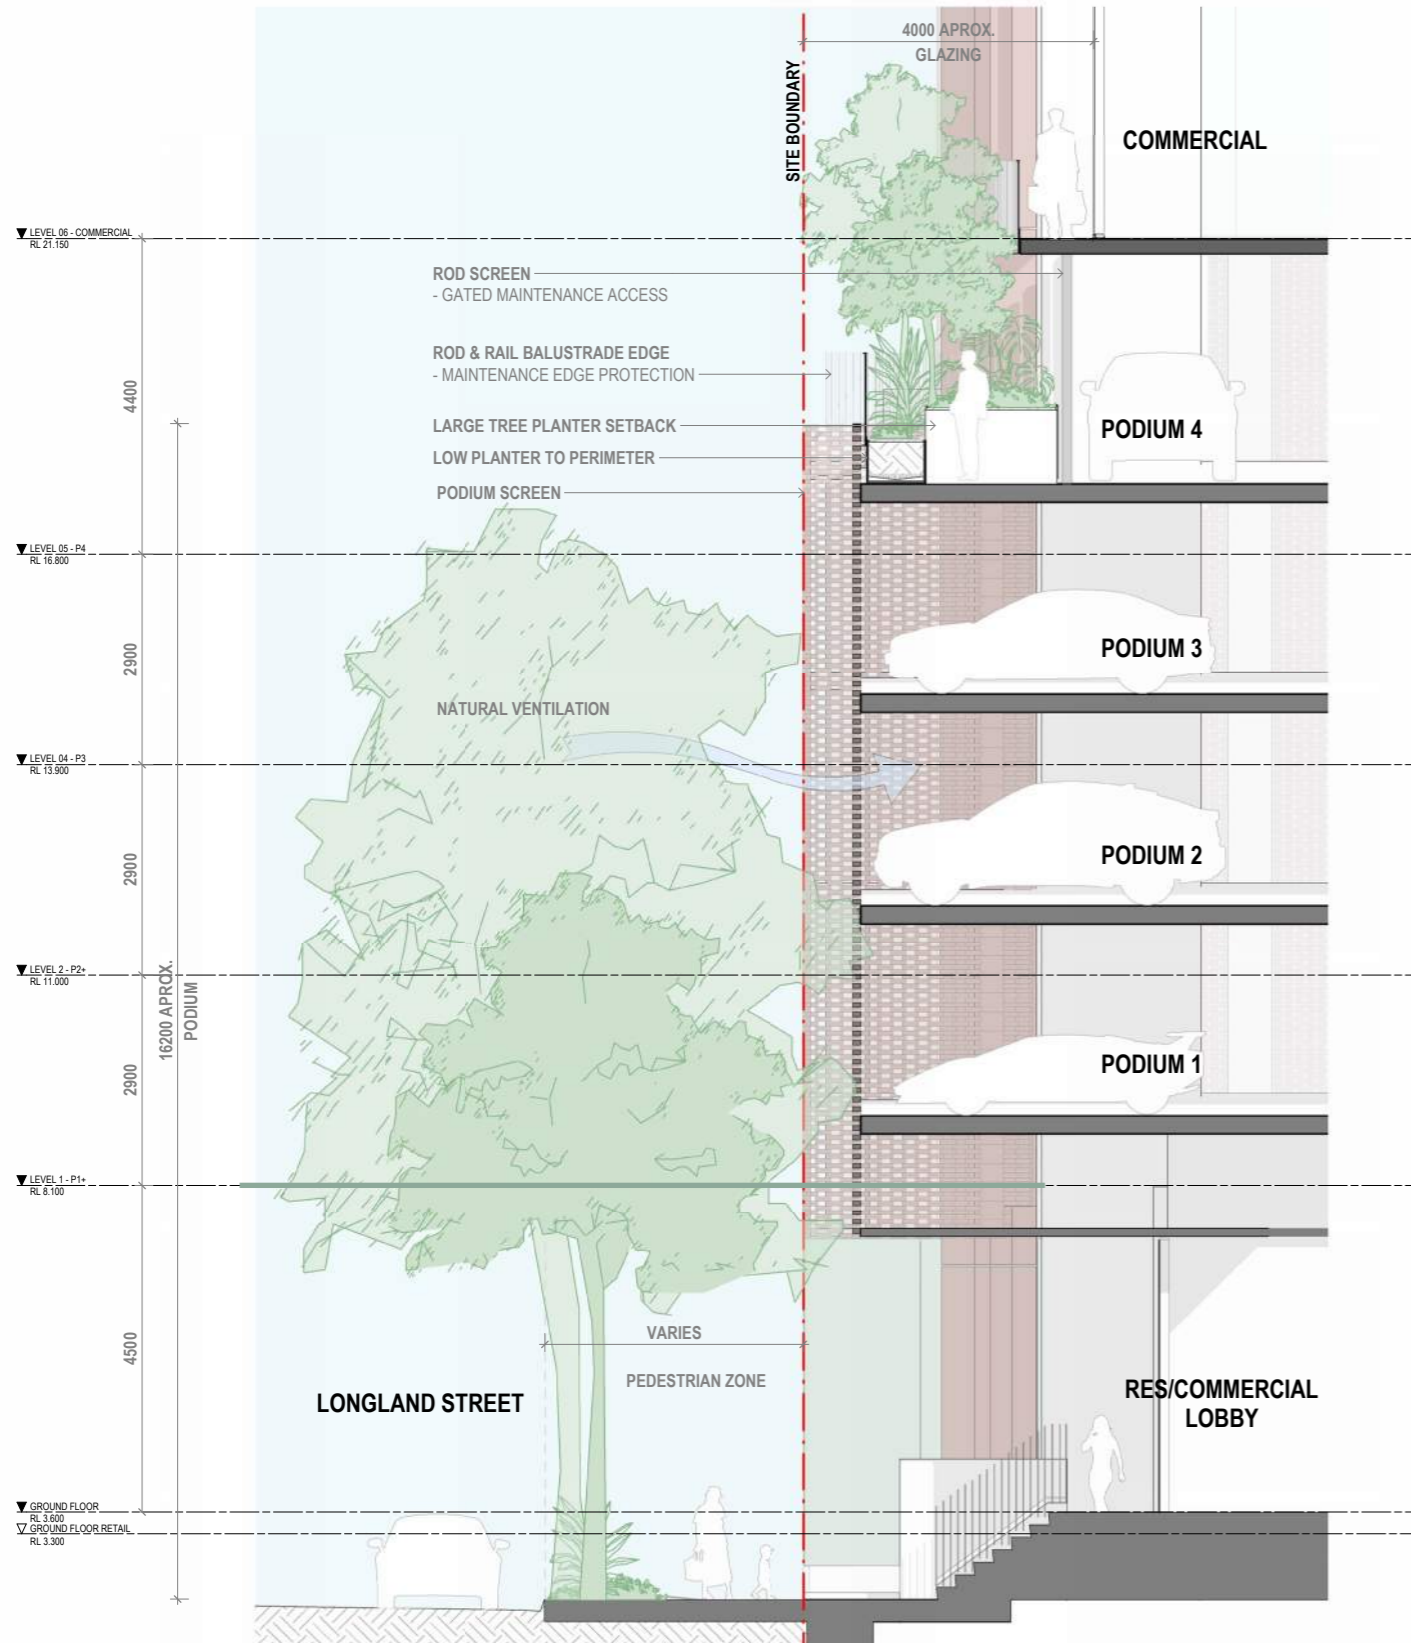 4000 APROX.
GLAZING
SITE BOUNDARY
COMMERCIAL
LEVEL 06 - COMMERCIAL
RL 21.150
ROD SCREEN
- GATED MAINTENANCE ACCESS
ROD & RAIL BALUSTRADE EDGE
- MAINTENANCE EDGE PROTECTION
4400
LARGE TREE PLANTER SETBACK
PODIUM 4
LOW PLANTER TO PERIMETER
PODIUM SCREEN
LEVEL 05 - P4
RL 16.800
2900
PODIUM 3
NATURAL VENTILATION
LEVEL 04 - P3
RL 13.900
2900
PODIUM 2
LEVEL 2 - P2+
RL 11.000
16200 APROX.
PODIUM
2900
PODIUM 1
LEVEL 1 - P1+
RL 8.100
4500
VARIES
PEDESTRIAN ZONE
LONGLAND STREET
RES/COMMERCIAL
LOBBY
GROUND FLOOR
RL 3.600
GROUND FLOOR RETAIL
RL 3.300